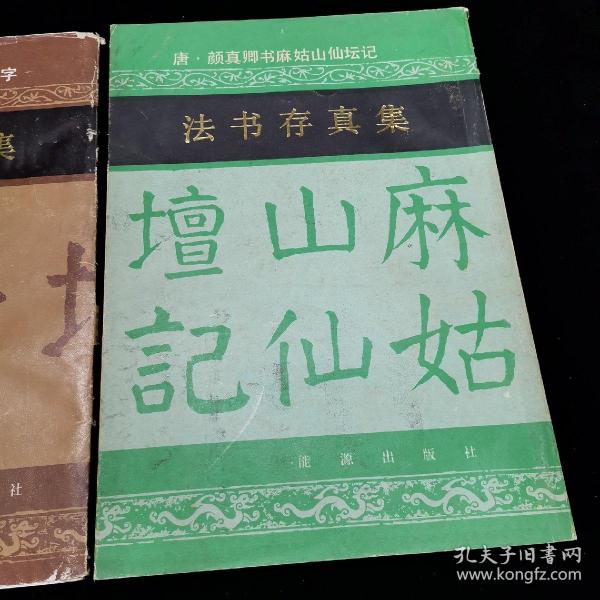 唐·颜真卿书麻姑山仙坛记
法书存真集
麻姑
山仙
壇記
能源出版社
字
集
社
孔夫子旧书网
www.kongfz.com